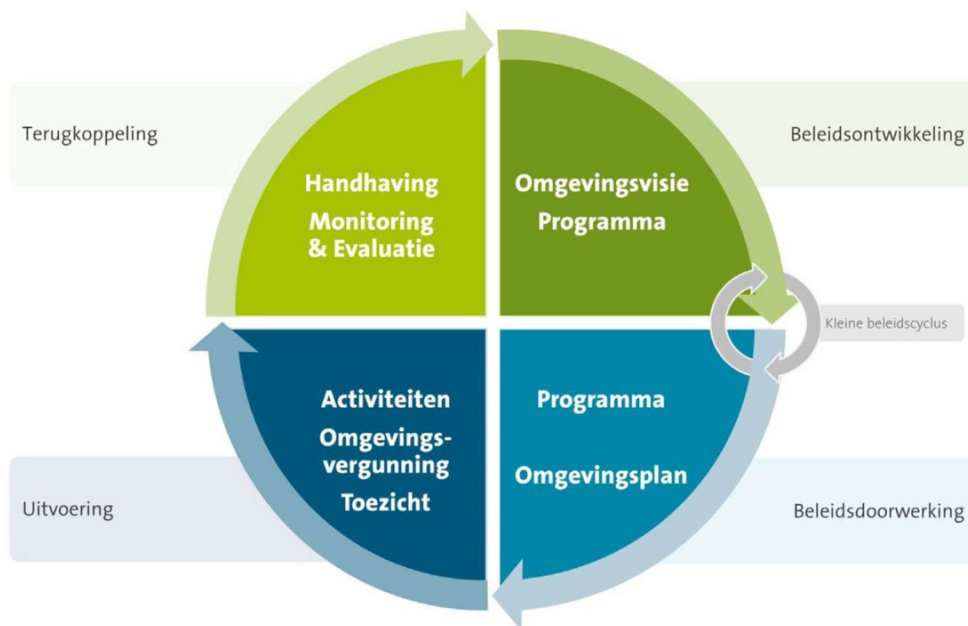 Terugkoppeling
Handhaving
Monitoring
& Evaluatie
Omgevingsvisie
Programma
Beleidsontwikkeling
Kleine beleidscyclus
Uitvoering
Activiteiten
Omgevings-
vergunning
Toezicht
Programma
Omgevingsplan
Beleidsdoorwerking